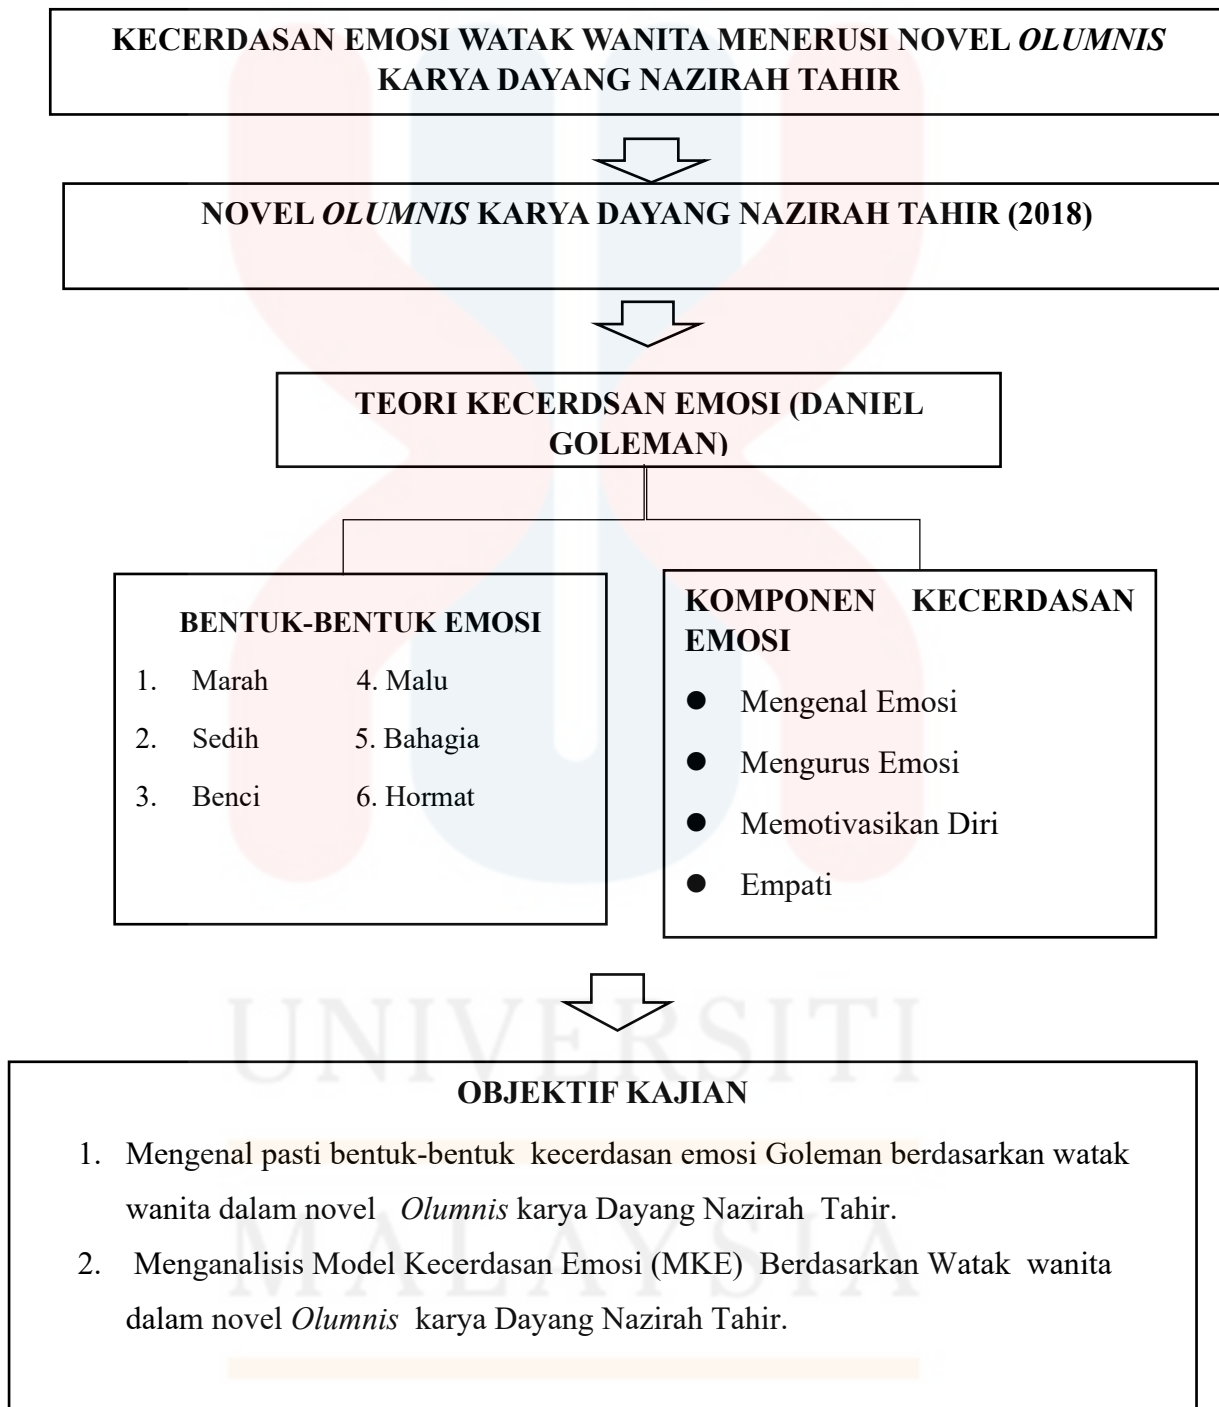 KECERDASAN EMOSI WATAK WANITA MENERUSI NOVEL OLUMNIS
KARYA DAYANG NAZIRAH TAHIR
NOVEL OLUMNIS KARYA DAYANG NAZIRAH TAHIR (2018)
TEORI KECERDSAN EMOSI (DANIEL
GOLEMAN)
BENTUK-BENTUK EMOSI
1. Marah 4. Malu
2. Sedih 5. Bahagia
3. Benci 6. Hormat
KOMPONEN KECERDASAN
EMOSI
● Mengenal Emosi
● Mengurus Emosi
● Memotivasikan Diri
● Empati
UNIVERSITI
OBJEKTIF KAJIAN
1. Mengenal pasti bentuk-bentuk kecerdasan emosi Goleman berdasarkan watak
wanita dalam novel Olumnis karya Dayang Nazirah Tahir.
MALAYSIA
2. Menganalisis Model Kecerdasan Emosi (MKE) Berdasarkan Watak wanita
dalam novel Olumnis karya Dayang Nazirah Tahir.